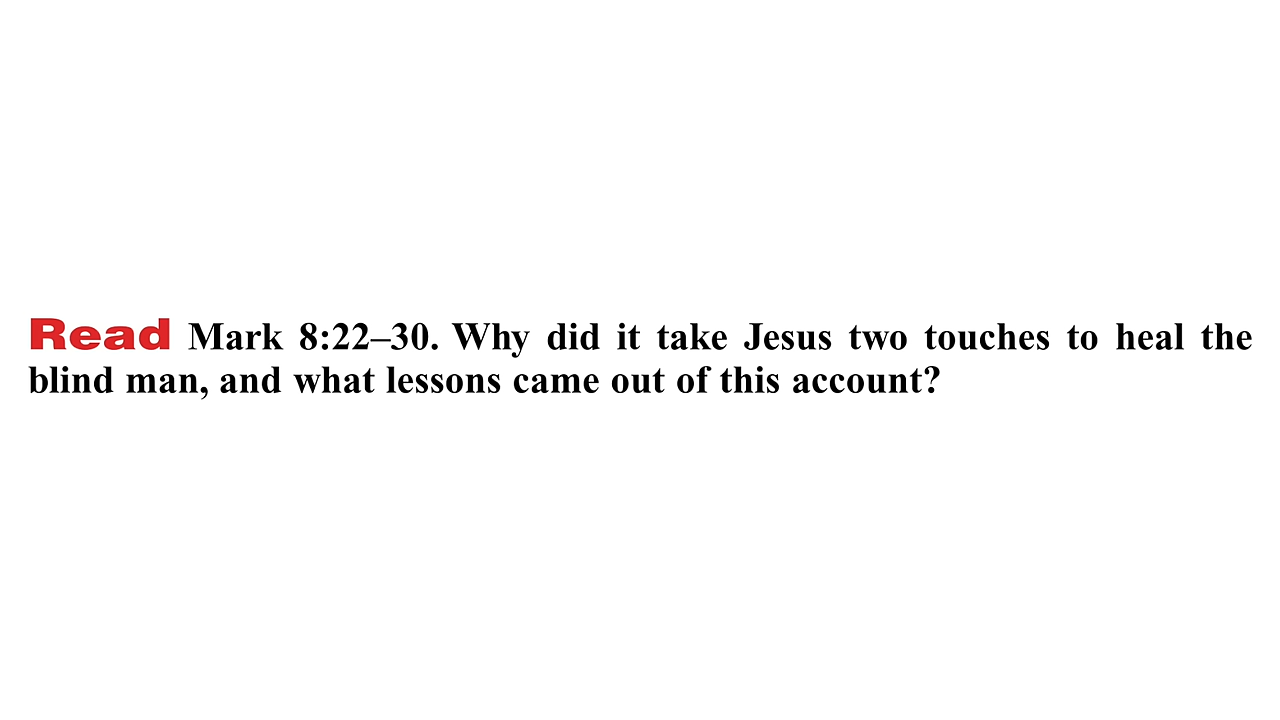 Read Mark 8:22–30. Why did it take Jesus two touches to heal the
blind man, and what lessons came out of this account?